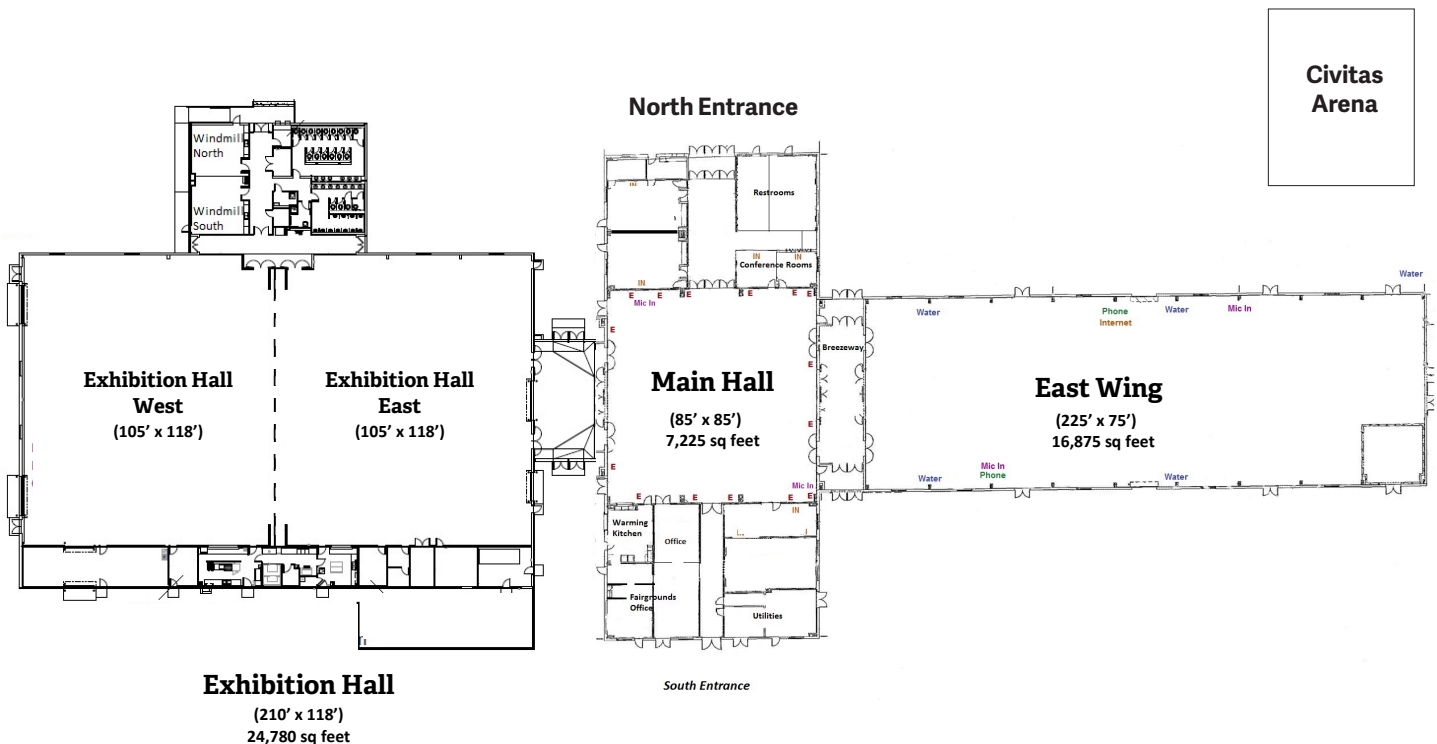 Civitas
Arena
North Entrance
Windmill
North
Windmill
South
Restrooms
IN
IN
IN
Conference Rooms
IN
Water
E
E
E
E
E
E
Mic In
Water
Phone
Internet
Water
Mic In
E
Breezeway
E
Exhibition Hall
West
(105’ x 118’)
Exhibition Hall
East
(105’ x 118’)
Main Hall
(85’ x 85’)
7,225 sq feet
East Wing
(225’ x 75’)
16,875 sq feet
E
E
Mic In
Water
Mic In
Phone
Water
E
E
E
E
E
IN
Warming
Kitchen
Office
Fairgrounds
Office
Utilities
Exhibition Hall
(210’ x 118’)
24,780 sq feet
South Entrance